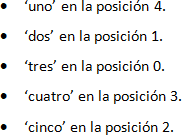 • ‘uno’ en la posición 4.
• ‘dos’ en la posición 1.
• ‘tres’ en la posición 0.
• ‘cuatro’ en la posición 3.
• ‘cinco’ en la posición 2.